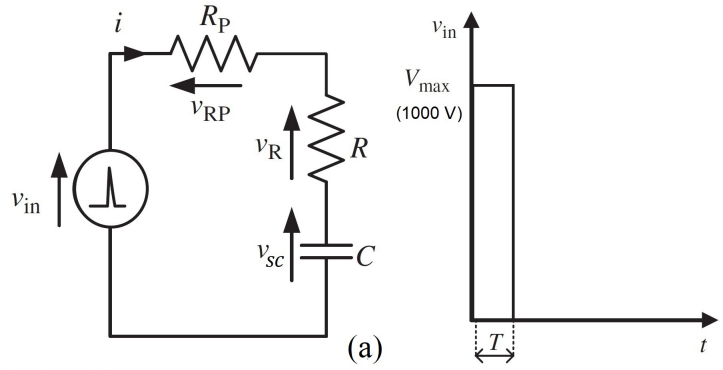 i
R_P
v_RP
v_R
R
v_in
v_sc
C
(a)
v_in
V_max
(1000 V)
T
t